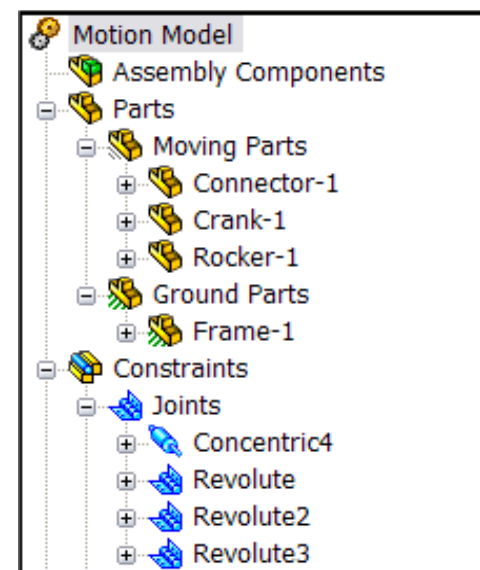 Motion Model
Assembly Components
Parts
Moving Parts
Connector-1
Crank-1
Rocker-1
Ground Parts
Frame-1
Constraints
Joints
Concentric4
Revolute
Revolute2
Revolute3